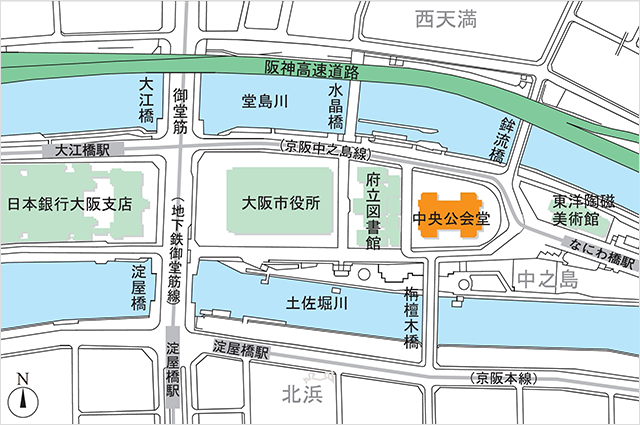 西天満
阪神高速道路
大江橋
御堂筋
堂島川
水晶橋
鉾流橋
大江橋駅
(京阪中之島線)
日本銀行大阪支店
(地下鉄御堂筋線)
大阪市役所
府立図書館
中央公会堂
東洋陶磁
美術館
なにわ橋駅
中之島
淀屋橋
土佐堀川
栴檀木橋
淀屋橋駅
淀屋橋駅
(京阪本線)
北浜
N